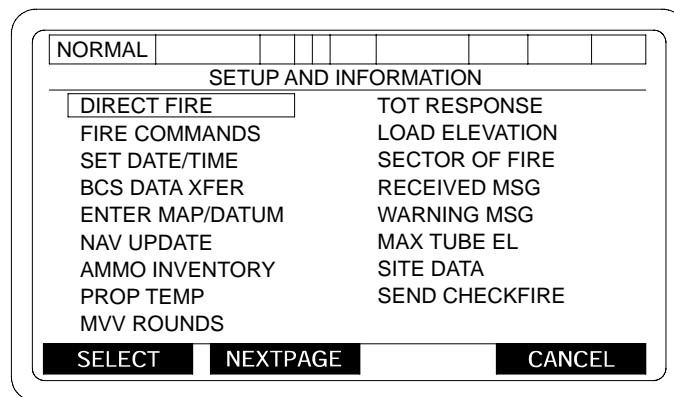 NORMAL
SETUP AND INFORMATION
DIRECT FIRE
FIRE COMMANDS
SET DATE/TIME
BCS DATA XFER
ENTER MAP/DATUM
NAV UPDATE
AMMO INVENTORY
PROP TEMP
MVV ROUNDS
TOT RESPONSE
LOAD ELEVATION
SECTOR OF FIRE
RECEIVED MSG
WARNING MSG
MAX TUBE EL
SITE DATA
SEND CHECKFIRE
SELECT NEXTPAGE CANCEL